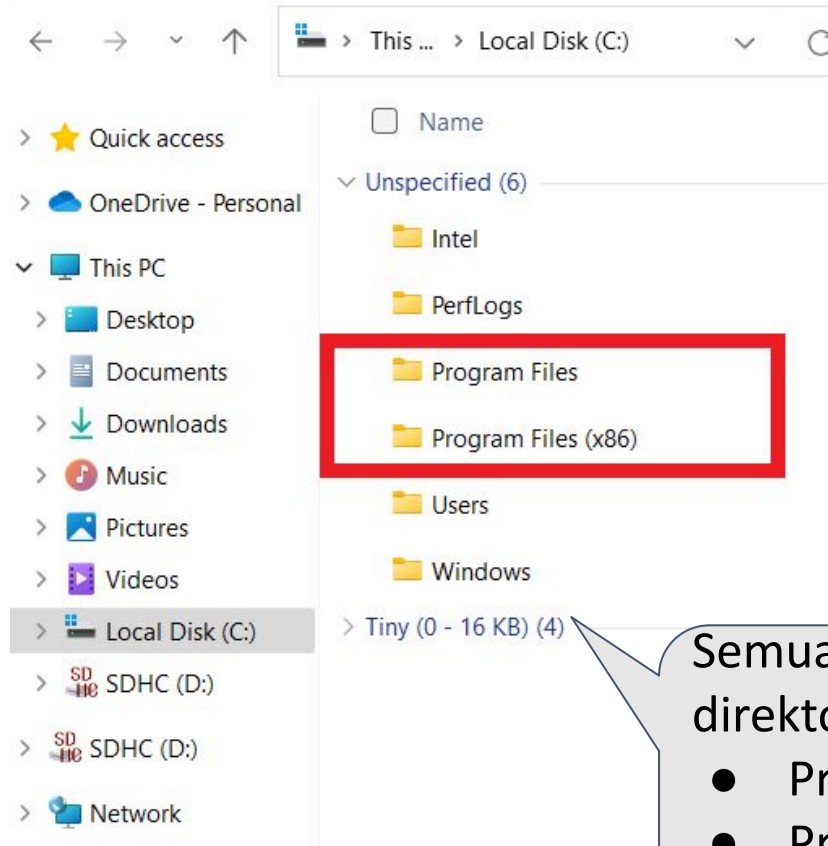 This ... > Local Disk (C:)
Name
Quick access
OneDrive - Personal
This PC
Desktop
Documents
Downloads
Music
Pictures
Videos
Local Disk (C:)
SDHC (D:)
SDHC (D:)
Network
Unspecified (6)
Intel
PerfLogs
Program Files
Program Files (x86)
Users
Windows
Tiny (0 - 16 KB) (4)
Semua